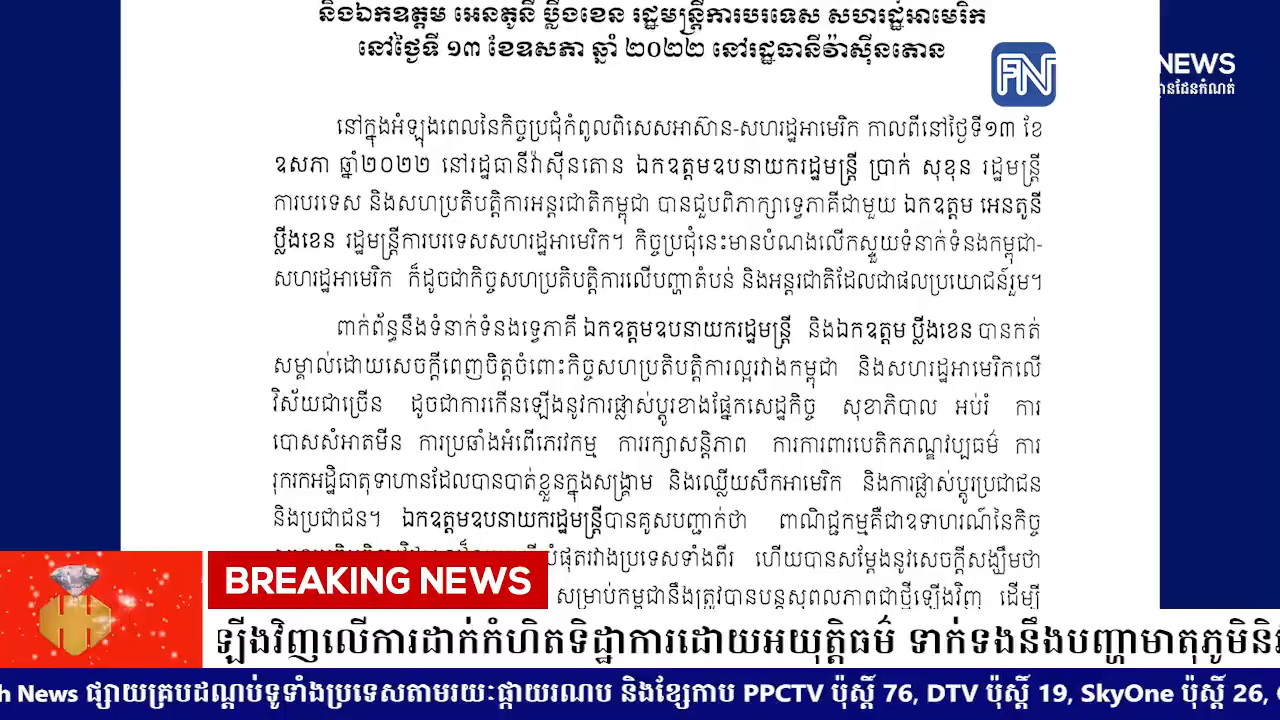 និងឯកឧត្តម អេនតូនី ប្លីងខេន រដ្ឋមន្ត្រីការបរទេស សហរដ្ឋអាមេរិក
នៅថ្ងៃទី ១៣ ខែឧសភា ឆ្នាំ ២០២២ នៅរដ្ឋធានីវ៉ាស៊ីនតោន
FN
NEWS
គ្មានដែនកំណត់
នៅក្នុងអំឡុងពេលនៃកិច្ចប្រជុំកំពូលពិសេសអាស៊ាន-សហរដ្ឋអាមេរិក កាលពីនៅថ្ងៃទី១៣ ខែ
ឧសភា ឆ្នាំ២០២២ នៅរដ្ឋធានីវ៉ាស៊ីនតោន ឯកឧត្តមឧបនាយករដ្ឋមន្ត្រី ប្រាក់ សុខុន រដ្ឋមន្ត្រី
ការបរទេស និងសហប្រតិបត្តិការអន្តរជាតិកម្ពុជា បានជួបពិភាក្សាទ្វេភាគីជាមួយ ឯកឧត្តម អេនតូនី
ប្លីងខេន រដ្ឋមន្ត្រីការបរទេសសហរដ្ឋអាមេរិក។ កិច្ចប្រជុំនេះមានបំណងលើកស្ទួយទំនាក់ទំនងកម្ពុជា-
សហរដ្ឋអាមេរិក ក៏ដូចជាកិច្ចសហប្រតិបត្តិការលើបញ្ហាតំបន់ និងអន្តរជាតិដែលជាផលប្រយោជន៍រួម។
ពាក់ព័ន្ធនឹងទំនាក់ទំនងទ្វេភាគី ឯកឧត្តមឧបនាយករដ្ឋមន្ត្រី និងឯកឧត្តម ប្លីងខេន បានកត់
សម្គាល់ដោយសេចក្តីពេញចិត្តចំពោះកិច្ចសហប្រតិបត្តិការល្អរវាងកម្ពុជា និងសហរដ្ឋអាមេរិកលើ
វិស័យជាច្រើន ដូចជាការកើនឡើងនូវការផ្លាស់ប្តូរខាងផ្នែកសេដ្ឋកិច្ច សុខាភិបាល អប់រំ ការ
បោសសំអាតមីន ការប្រឆាំងអំពើភេរវកម្ម ការរក្សាសន្តិភាព ការការពារបេតិកភណ្ឌវប្បធម៌ ការ
រុករកអដ្ឋិធាតុទាហានដែលបានបាត់ខ្លួនក្នុងសង្គ្រាម និងឈ្លើយសឹកអាមេរិក និងការផ្លាស់ប្តូរប្រជាជន
និងប្រជាជន។ ឯកឧត្តមឧបនាយករដ្ឋមន្ត្រីបានគូសបញ្ជាក់ថា ពាណិជ្ជកម្មគឺជាឧទាហរណ៍នៃកិច្ច
បំផុតរវាងប្រទេសទាំងពីរ ហើយបានសម្តែងនូវសេចក្តីសង្ឃឹមថា
សម្រាប់កម្ពុជានឹងត្រូវបានបន្តសុពលភាពជាថ្មីឡើងវិញ ដើម្បី
BREAKING NEWS
ឡើងវិញលើការដាក់កំហិតទិដ្ឋាការដោយអយុត្តិធម៌ ទាក់ទងនឹងបញ្ហាមាតុភូមិនិ
h News ផ្សាយគ្របដណ្តប់ទូទាំងប្រទេសតាមរយៈផ្កាយរណប និងខ្សែកាប PPCTV ប៉ុស្តិ៍ 76, DTV ប៉ុស្តិ៍ 19, SkyOne ប៉ុស្តិ៍ 26,